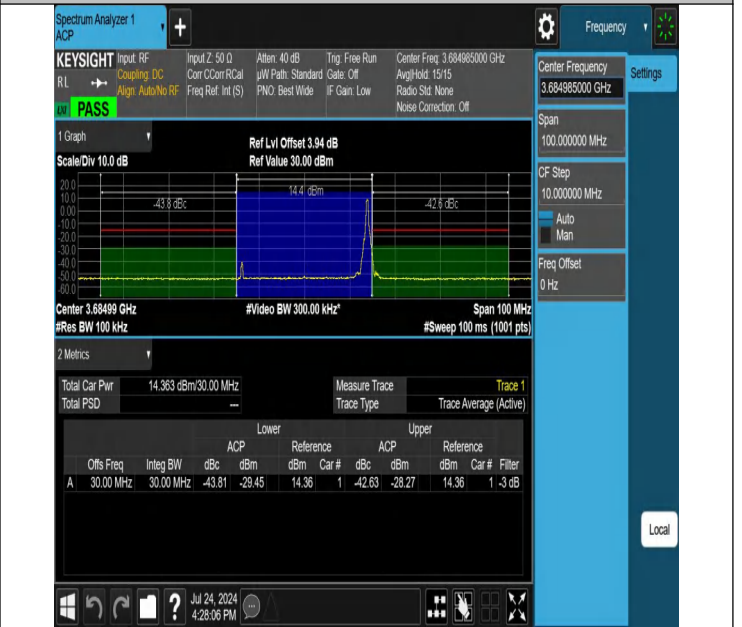 Spectrum Analyzer 1
ACP
+
Frequency
KEYSIGHT Input: RF Input Z: 50 Ω Atten: 40 dB Trig: Free Run Center Freq: 3.684985000 GHz
RL Coupling: DC Corr CCorr RCal µW Path: Standard Gate: Off Avg|Hold: 15/15
Align: Auto/No RF Freq Ref: Int (S) PNO: Best Wide IF Gain: Low Radio Std: None
PASS Noise Correction: Off
Center Frequency
3.684985000 GHz
Settings
Span
100.000000 MHz
CF Step
10.000000 MHz
Auto
Man
Freq Offset
0 Hz
1 Graph
Ref Lvl Offset 3.94 dB
Scale/Div 10.0 dB Ref Value 30.00 dBm
20.0
10.0
0.00
-10.0
-20.0
-30.0
-40.0
-50.0
-60.0
-43.8 dBc 14.4 dBm -42.6 dBc
Center 3.68499 GHz #Video BW 300.00 kHz* Span 100 MHz
#Res BW 100 kHz #Sweep 100 ms (1001 pts)
2 Metrics
Total Car Pwr 14.363 dBm/30.00 MHz Measure Trace Trace 1
Total PSD --- Trace Type Trace Average (Active)
Lower Upper
ACP Reference ACP Reference
Offs Freq Integ BW dBc dBm dBm Car # dBc dBm dBm Car # Filter
A 30.00 MHz 30.00 MHz -43.81 -29.45 14.36 1 -42.63 -28.27 14.36 1 -3 dB
Local
? Jul 24, 2024
4:28:06 PM